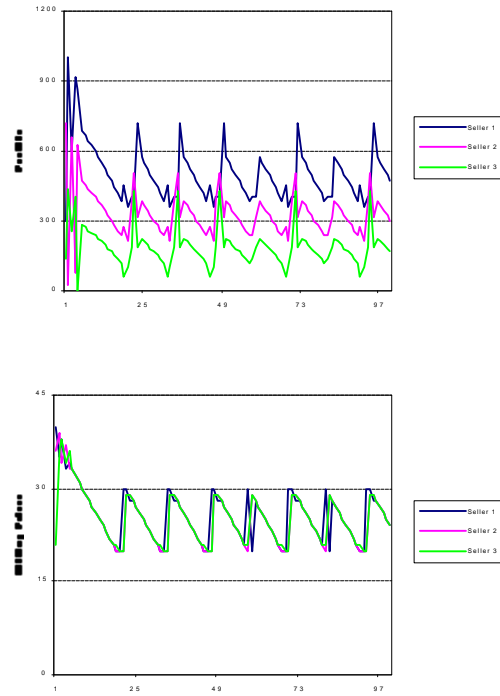 1200
900
600
300
0
1 25 49 73 97
Seller 1
Seller 2
Seller 3
Profits
45
30
15
0
1 25 49 73 97
Seller 1
Seller 2
Seller 3